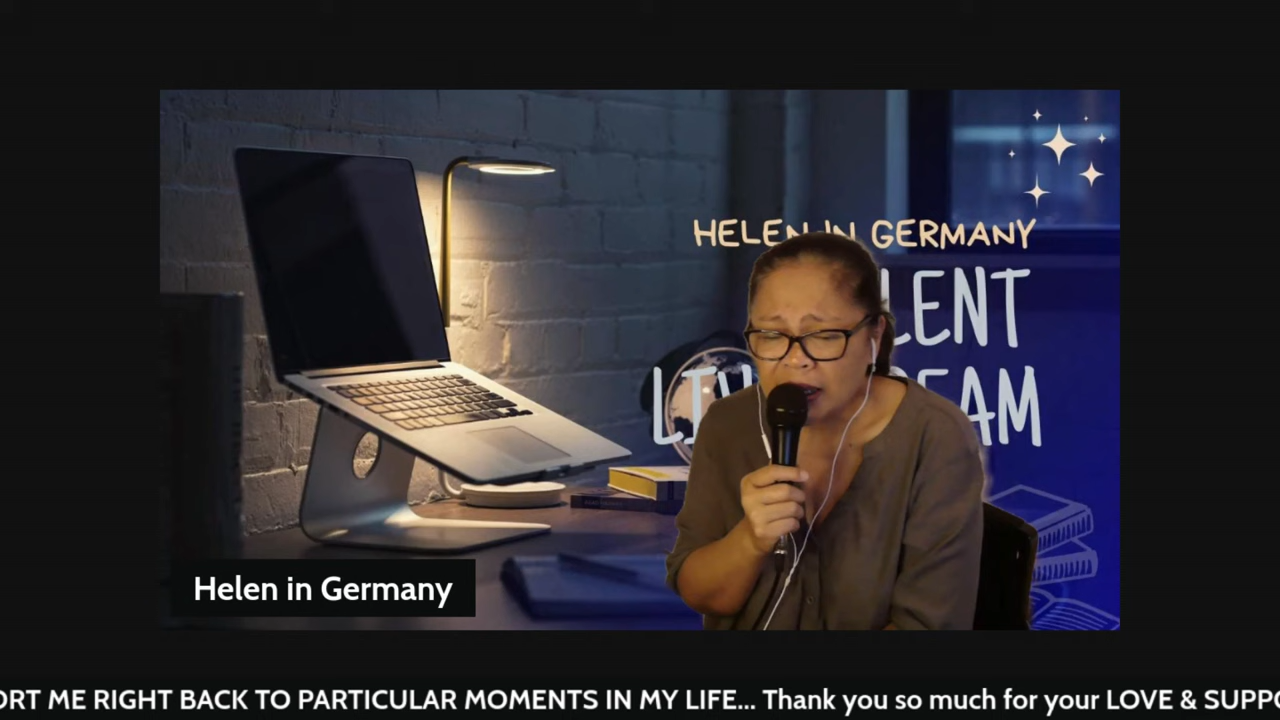 HELEN IN GERMANY
LENT
EAM
Helen in Germany
ORT ME RIGHT BACK TO PARTICULAR MOMENTS IN MY LIFE... Thank you so much for your LOVE & SUPPO